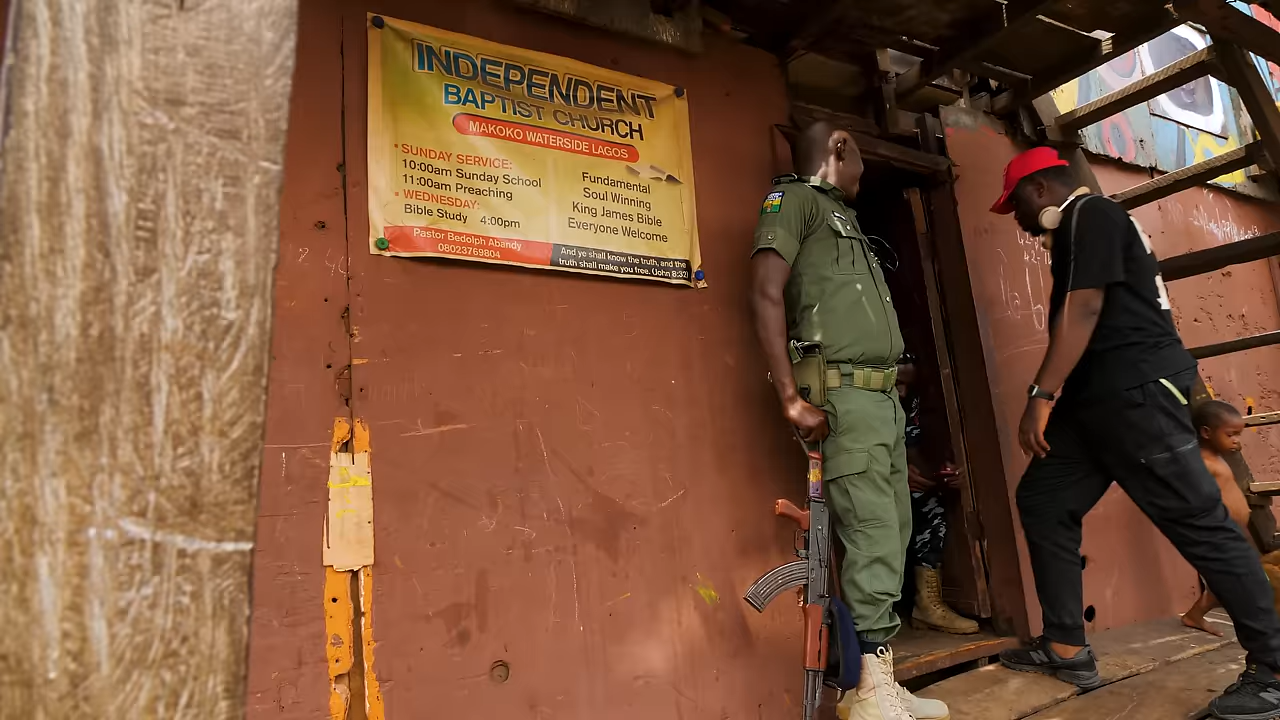 INDEPENDENT
BAPTIST CHURCH
MAKOKO WATERSIDE LAGOS
SUNDAY SERVICE:
10:00am Sunday School
11:00am Preaching
WEDNESDAY:
Bible Study 4:00pm
Fundamental
Soul Winning
King James Bible
Everyone Welcome
Pastor Bedolph Abandy
08023769804
And ye shall know the truth, and the
truth shall make you free. (John 8:32)